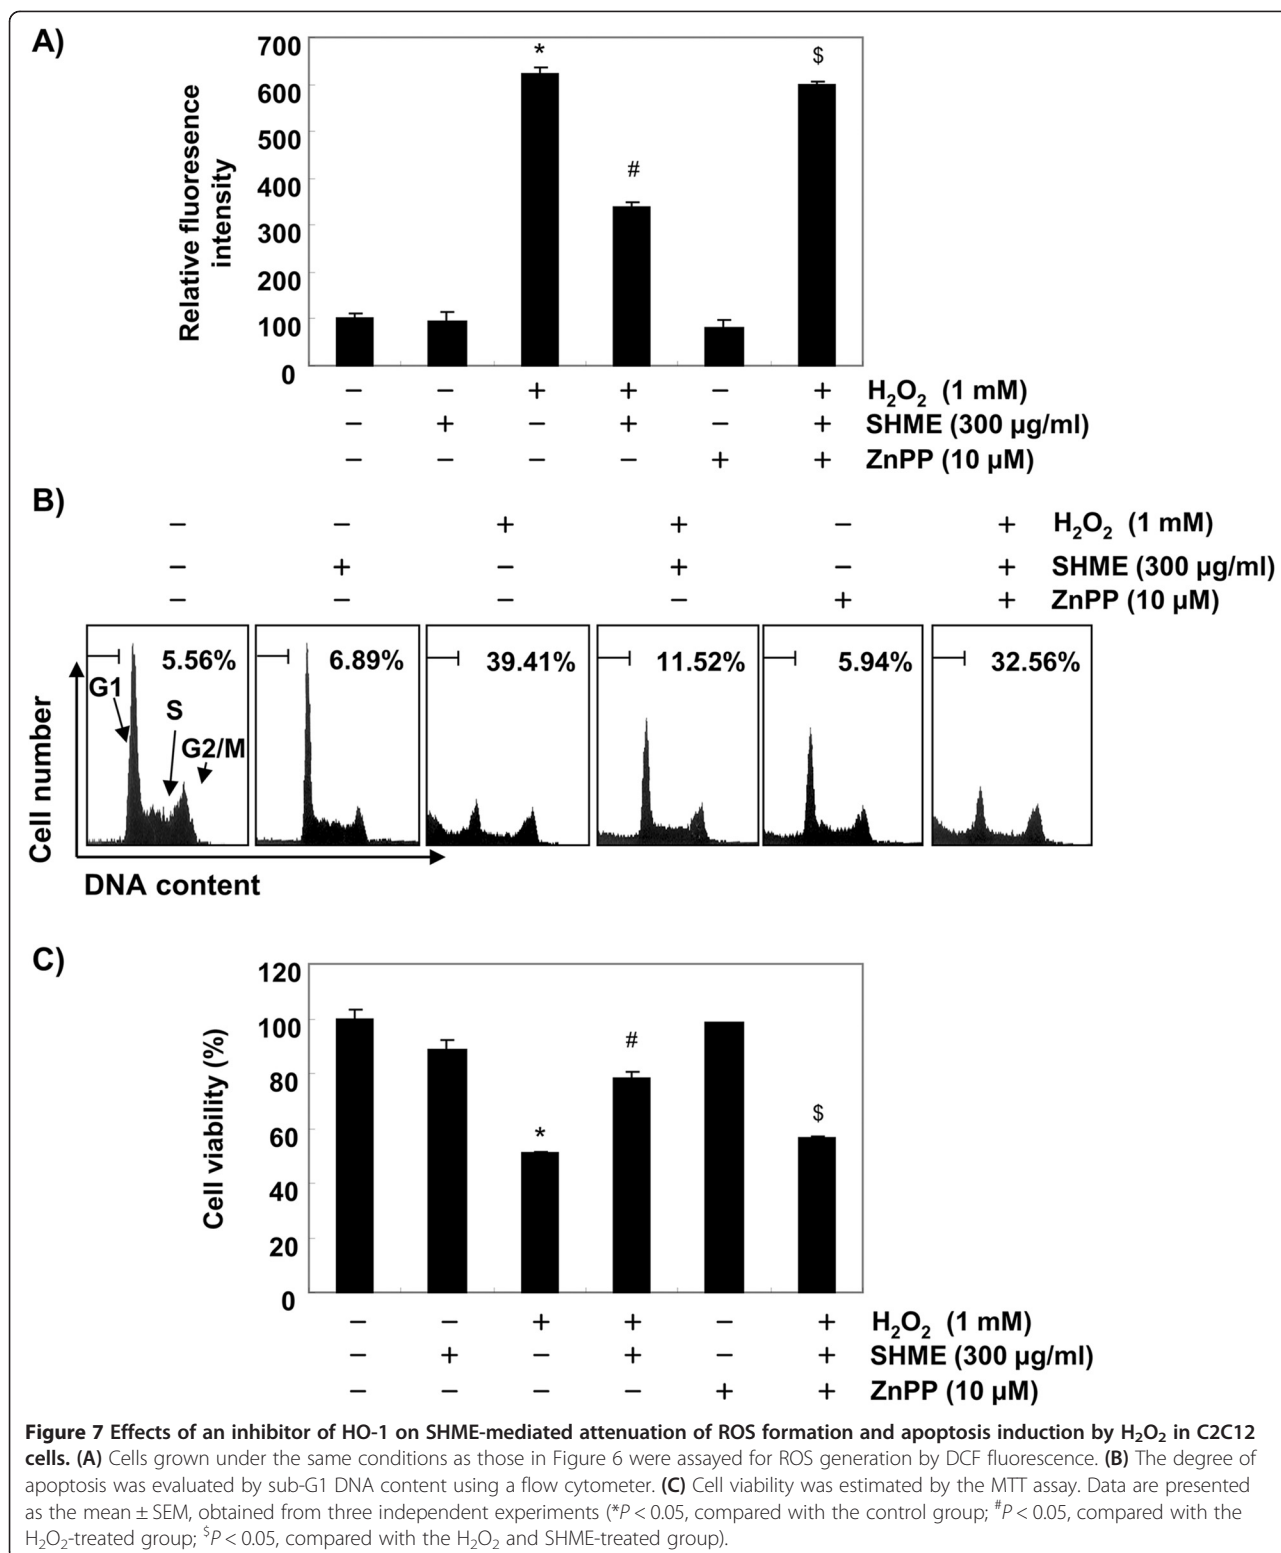 A)
700
600
500
400
300
200
100
0
Relative fluoresence
intensity
*
#
$
− − + + − + H₂O₂ (1 mM)
− + − + − + SHME (300 µg/ml)
− − − − + + ZnPP (10 µM)
B)
− − + + − + H₂O₂ (1 mM)
− + − + − + SHME (300 µg/ml)
− − − − + + ZnPP (10 µM)
5.56% 6.89% 39.41% 11.52% 5.94% 32.56%
G1
S
G2/M
Cell number
DNA content
C)
120
100
80
60
40
20
0
Cell viability (%)
*
#
$
− − + + − + H₂O₂ (1 mM)
− + − + − + SHME (300 µg/ml)
− − − − + + ZnPP (10 µM)
Figure 7 Effects of an inhibitor of HO-1 on SHME-mediated attenuation of ROS formation and apoptosis induction by H₂O₂ in C2C12
cells. (A) Cells grown under the same conditions as those in Figure 6 were assayed for ROS generation by DCF fluorescence. (B) The degree of
apoptosis was evaluated by sub-G1 DNA content using a flow cytometer. (C) Cell viability was estimated by the MTT assay. Data are presented
as the mean ± SEM, obtained from three independent experiments (*P < 0.05, compared with the control group; #P < 0.05, compared with the
H₂O₂-treated group; $P < 0.05, compared with the H₂O₂ and SHME-treated group).